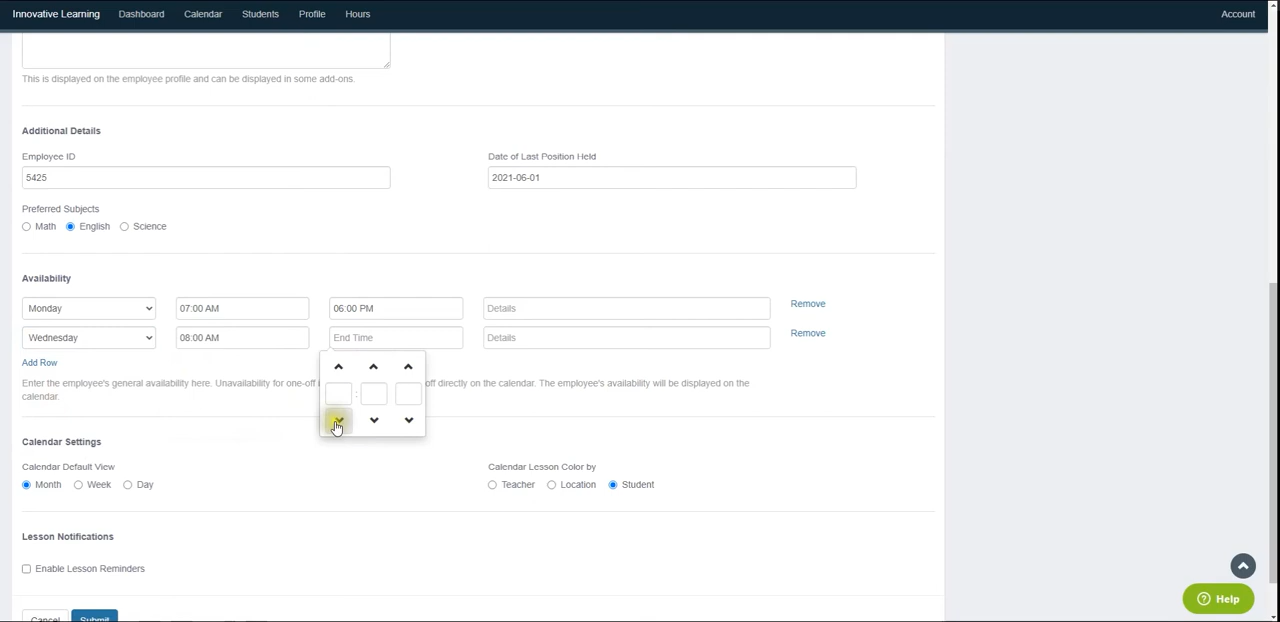 Innovative Learning Dashboard Calendar Students Profile Hours Account
This is displayed on the employee profile and can be displayed in some add-ons.
Additional Details
Employee ID Date of Last Position Held
5425 2021-06-01
Preferred Subjects
Math English Science
Availability
Monday 07:00 AM 06:00 PM Details Remove
Wednesday 08:00 AM End Time Details Remove
Add Row
Enter the employee's general availability here. Unavailability for one-off off directly on the calendar. The employee's availability will be displayed on the
calendar.
:
Calendar Settings
Calendar Default View Calendar Lesson Color by
Month Week Day Teacher Location Student
Lesson Notifications
Enable Lesson Reminders
Cancel Submit
Help